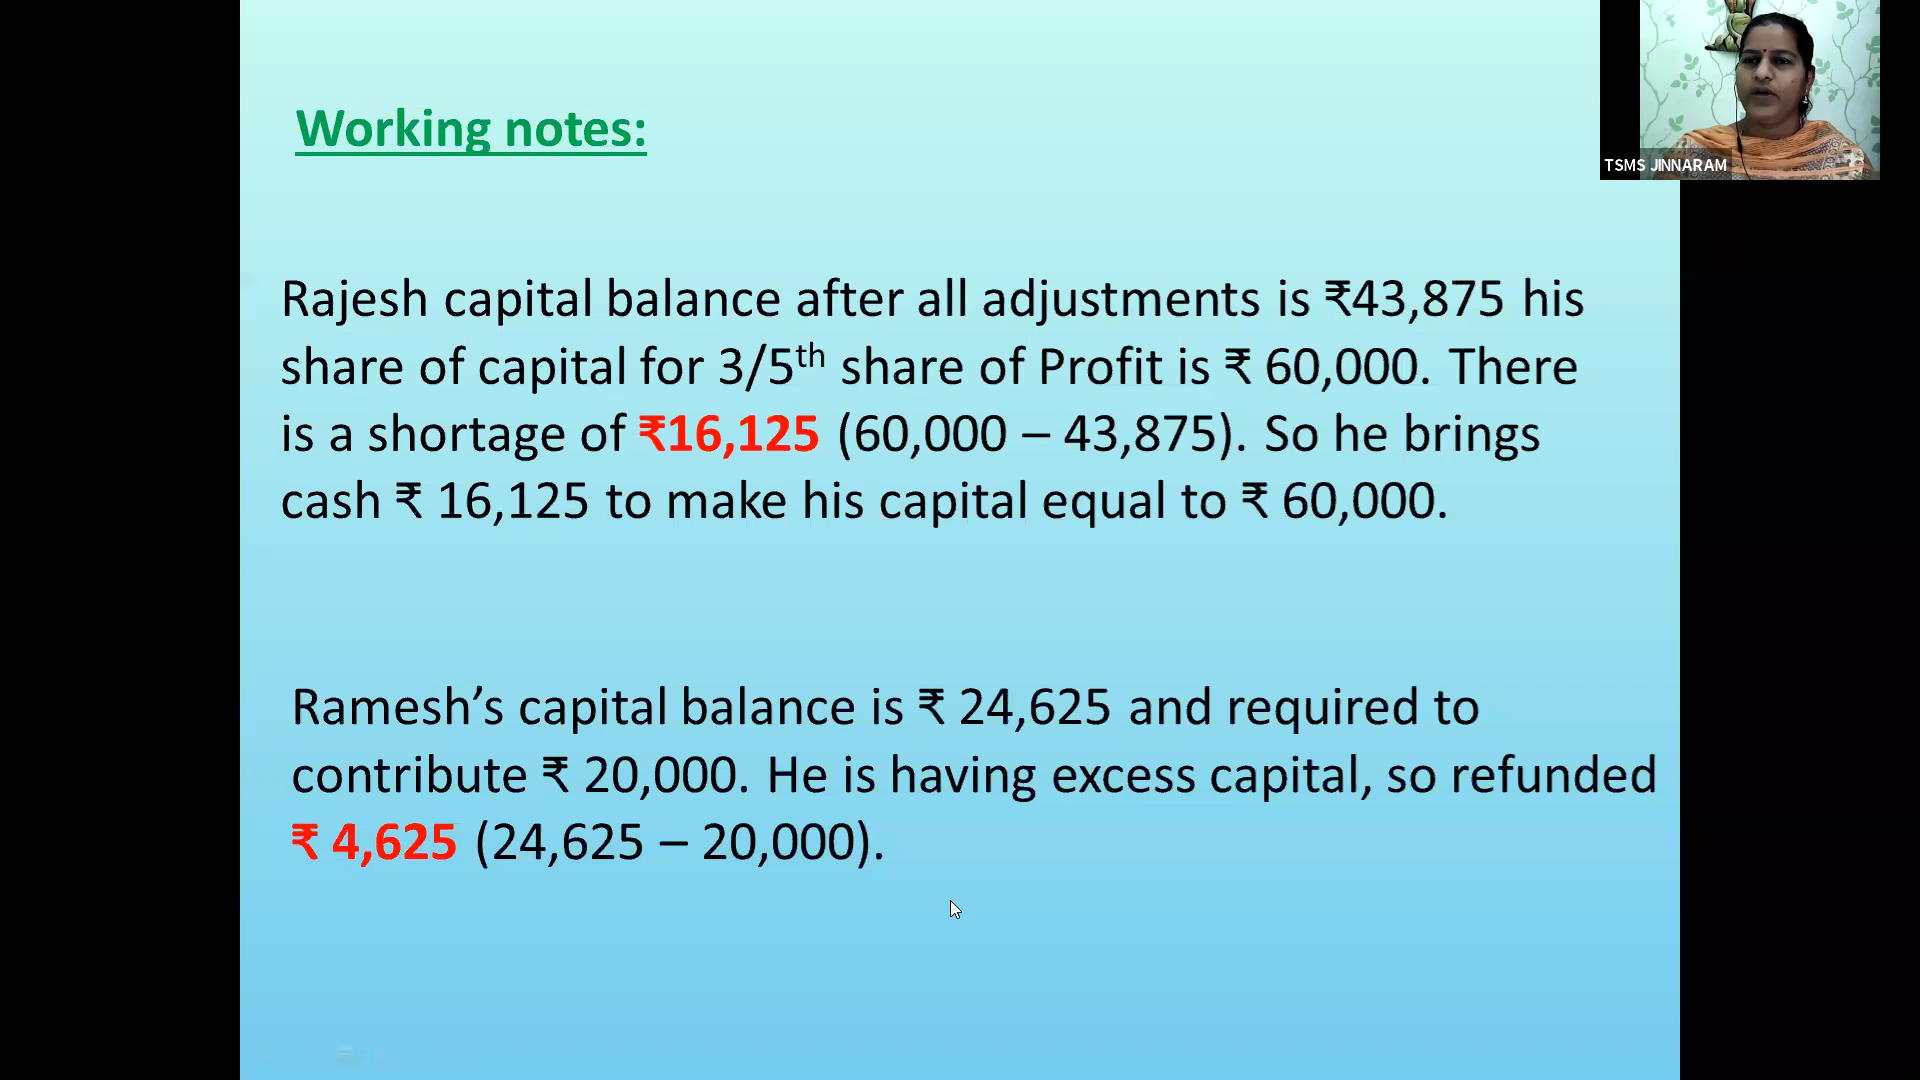 Working notes:
TSMS JINNARAM
Rajesh capital balance after all adjustments is ₹43,875 his
share of capital for 3/5th share of Profit is ₹ 60,000. There
is a shortage of ₹16,125 (60,000 – 43,875). So he brings
cash ₹ 16,125 to make his capital equal to ₹ 60,000.
Ramesh’s capital balance is ₹ 24,625 and required to
contribute ₹ 20,000. He is having excess capital, so refunded
₹ 4,625 (24,625 – 20,000).